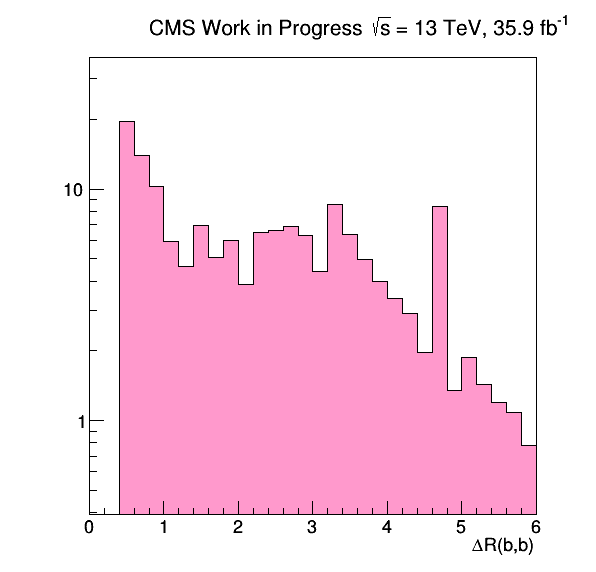 CMS Work in Progress √s = 13 TeV, 35.9 fb⁻¹
10
1
0 1 2 3 4 5 6
ΔR(b,b)